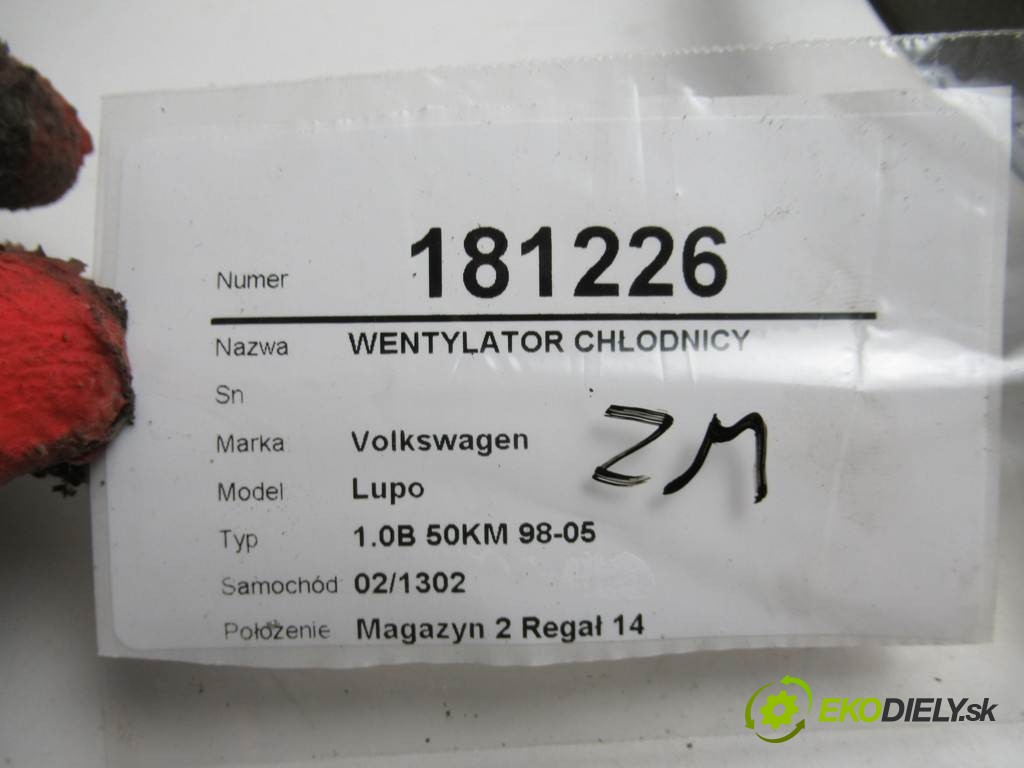 Numer 181226
Nazwa WENTYLATOR CHŁODNICY
Sn
Marka Volkswagen
ZM
Model Lupo
Typ 1.0B 50KM 98-05
Samochód 02/1302
Położenie Magazyn 2 Regał 14
EKODIELY.sk